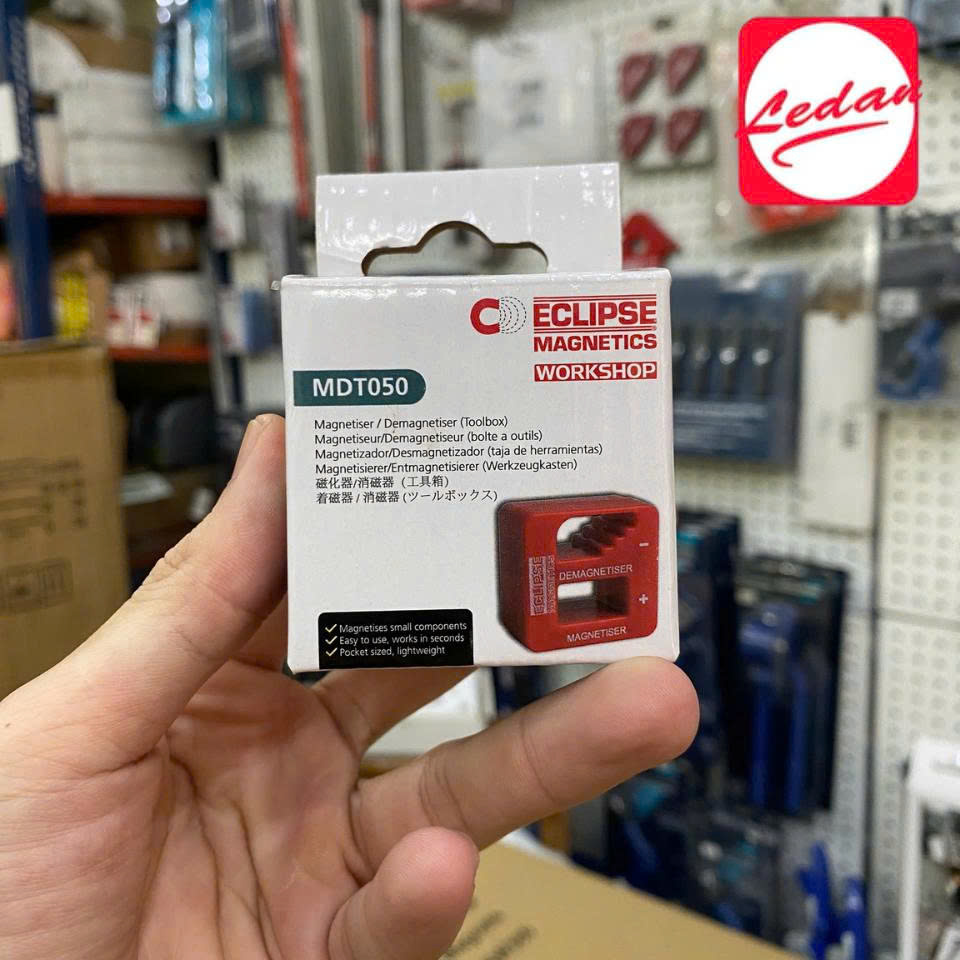 Ledan
ECLIPSE
MAGNETICS
WORKSHOP
MDT050
Magnetiser / Demagnetiser (Toolbox)
Magnetiseur/Demagnetiseur (bolte a outils)
Magnetizador/Desmagnetizador (taja de herramientas)
Magnetisierer/Entmagnetisierer (Werkzeugkasten)
磁化器/消磁器（工具箱）
着磁器 / 消磁器 (ツールボックス)
ECLIPSE
DEMAGNETISER
MAGNETISER
Magnetises small components
Easy to use, works in seconds
Pocket sized, lightweight